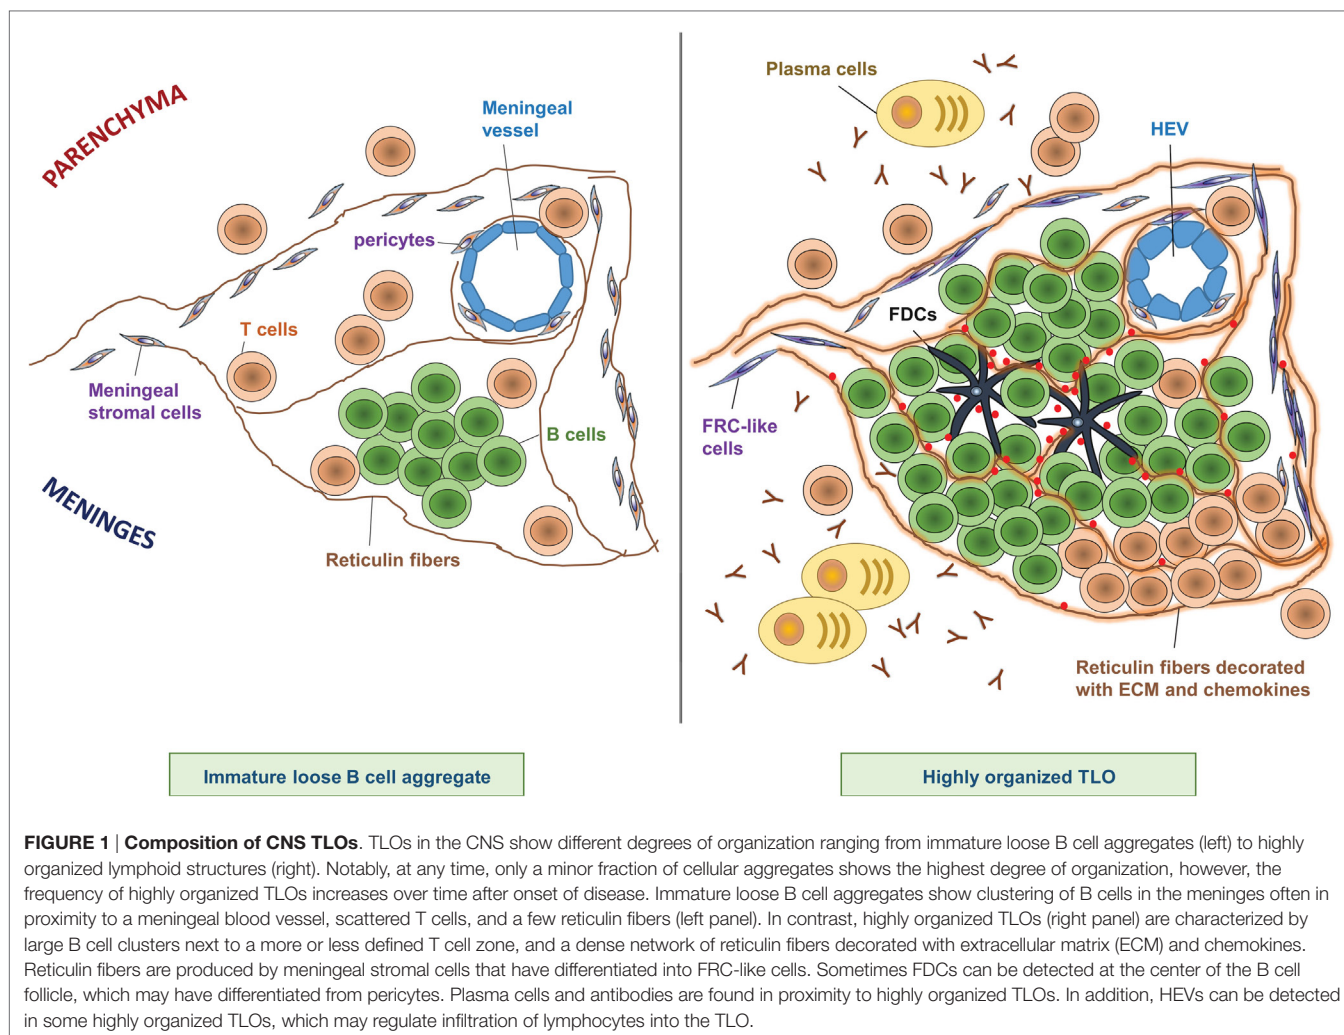 PARENCHYMA
Meningeal
vessel
pericytes
T cells
Meningeal
stromal cells
B cells
MENINGES
Reticulin fibers
Immature loose B cell aggregate
Plasma cells
HEV
FDCs
FRC-like
cells
Reticulin fibers decorated
with ECM and chemokines
Highly organized TLO
FIGURE 1 | Composition of CNS TLOs. TLOs in the CNS show different degrees of organization ranging from immature loose B cell aggregates (left) to highly
organized lymphoid structures (right). Notably, at any time, only a minor fraction of cellular aggregates shows the highest degree of organization, however, the
frequency of highly organized TLOs increases over time after onset of disease. Immature loose B cell aggregates show clustering of B cells in the meninges often in
proximity to a meningeal blood vessel, scattered T cells, and a few reticulin fibers (left panel). In contrast, highly organized TLOs (right panel) are characterized by
large B cell clusters next to a more or less defined T cell zone, and a dense network of reticulin fibers decorated with extracellular matrix (ECM) and chemokines.
Reticulin fibers are produced by meningeal stromal cells that have differentiated into FRC-like cells. Sometimes FDCs can be detected at the center of the B cell
follicle, which may have differentiated from pericytes. Plasma cells and antibodies are found in proximity to highly organized TLOs. In addition, HEVs can be detected
in some highly organized TLOs, which may regulate infiltration of lymphocytes into the TLO.